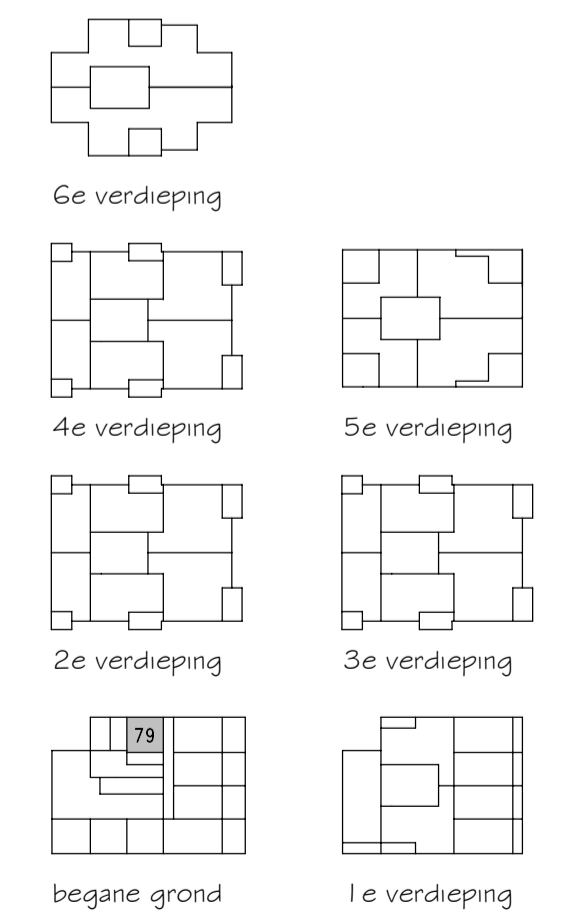 6e verdieping
4e verdieping
5e verdieping
2e verdieping
3e verdieping
79
begane grond
1e verdieping